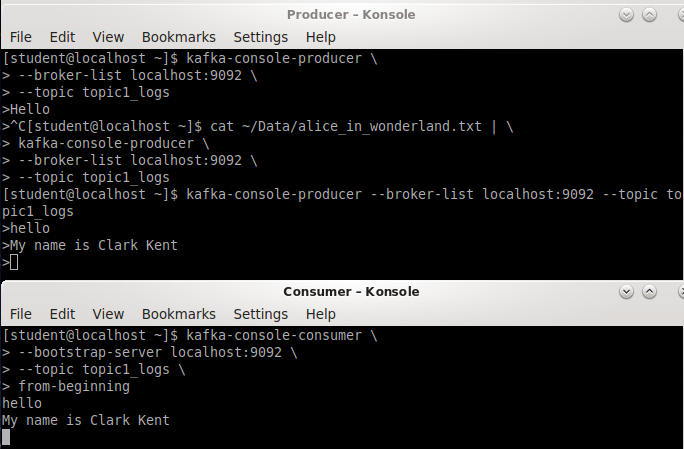 Producer – Konsole
File Edit View Bookmarks Settings Help
[student@localhost ~]$ kafka-console-producer \
> --broker-list localhost:9092 \
> --topic topic1_logs
>Hello
>^C[student@localhost ~]$ cat ~/Data/alice_in_wonderland.txt | \
> kafka-console-producer \
> --broker-list localhost:9092 \
> --topic topic1_logs
[student@localhost ~]$ kafka-console-producer --broker-list localhost:9092 --topic to
pic1_logs
>hello
>My name is Clark Kent
>
Consumer – Konsole
File Edit View Bookmarks Settings Help
[student@localhost ~]$ kafka-console-consumer \
> --bootstrap-server localhost:9092 \
> --topic topic1_logs \
> from-beginning
hello
My name is Clark Kent